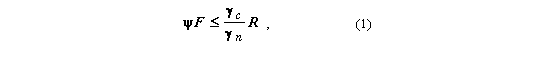 ψF ≤ γc/γn R , (1)